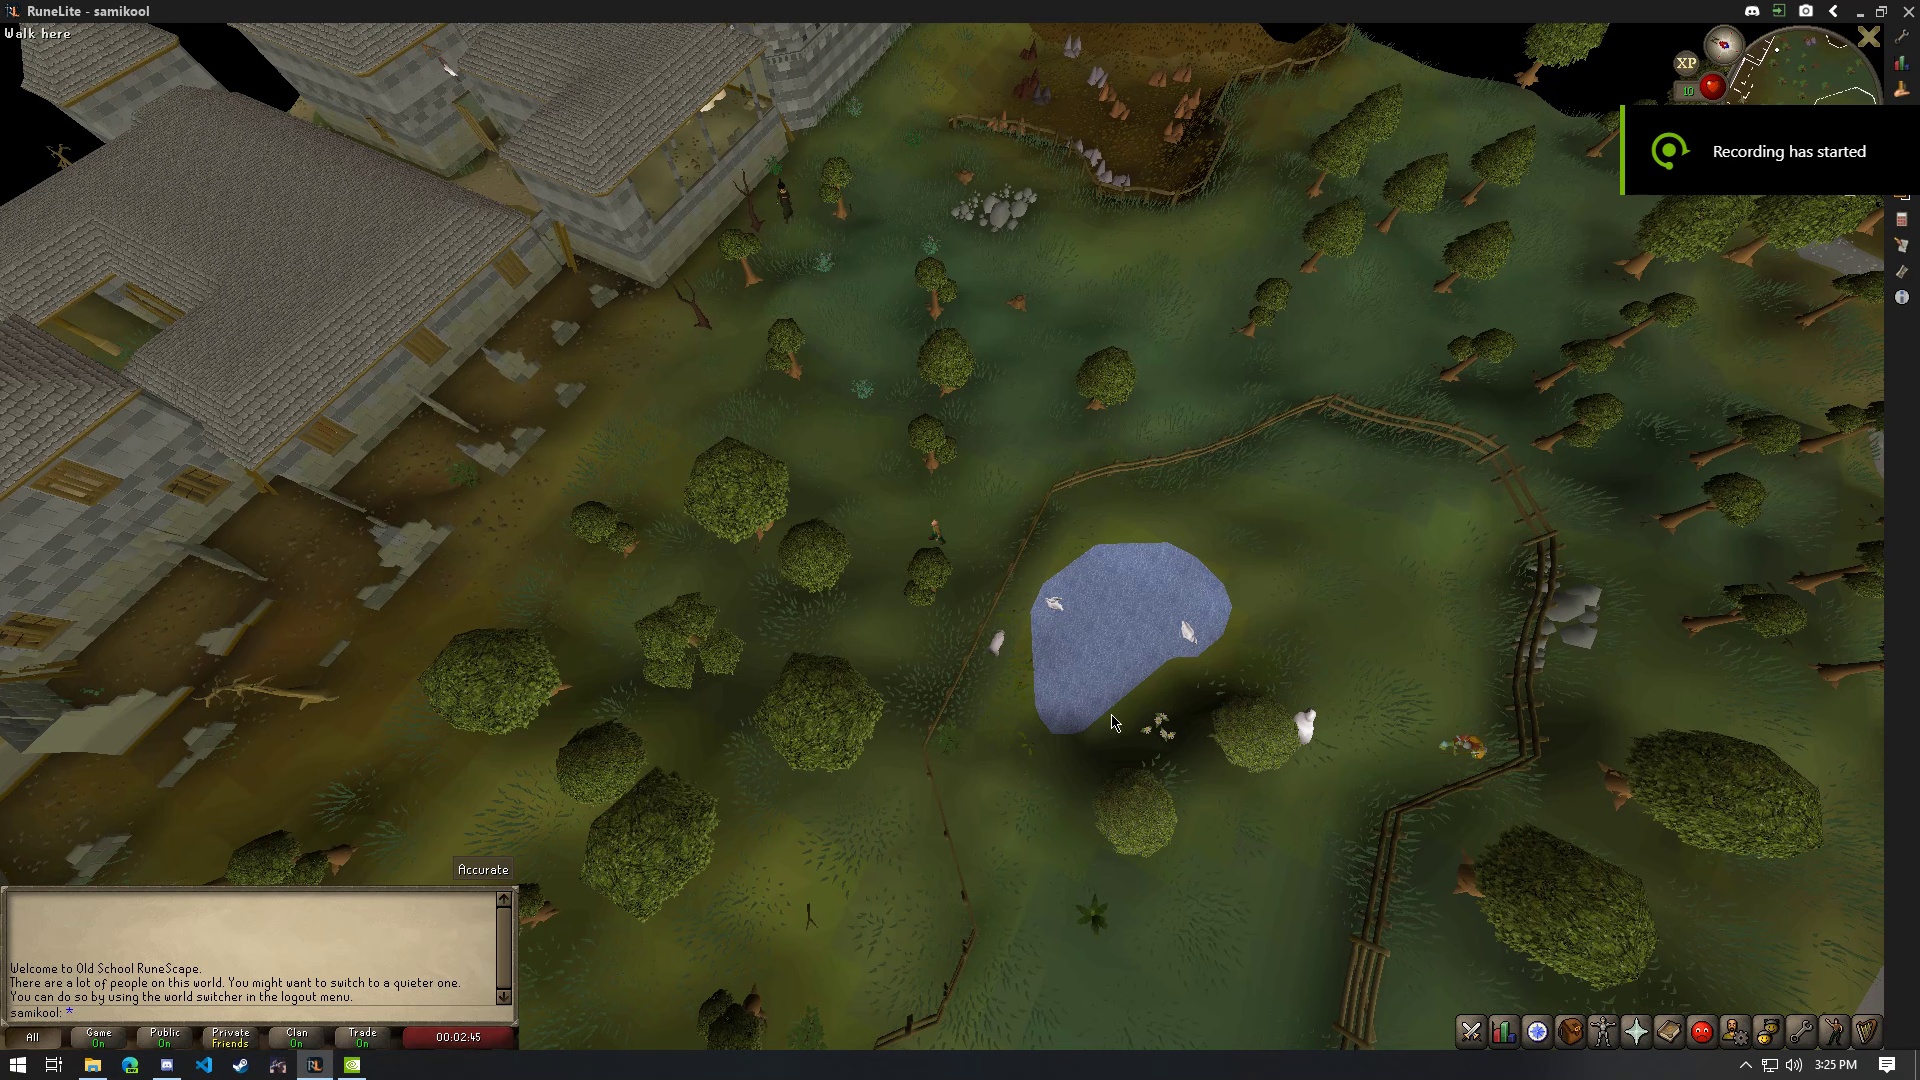 RuneLite - samikool
Walk here
XP
10
Recording has started
Accurate
Welcome to Old School RuneScape.
There are a lot of people on this world. You might want to switch to a quieter one.
You can do so by using the world switcher in the logout menu.
samikool: *
All
Game
On
Public
On
Private
Friends
Clan
On
Trade
On
00:02:45
3:25 PM